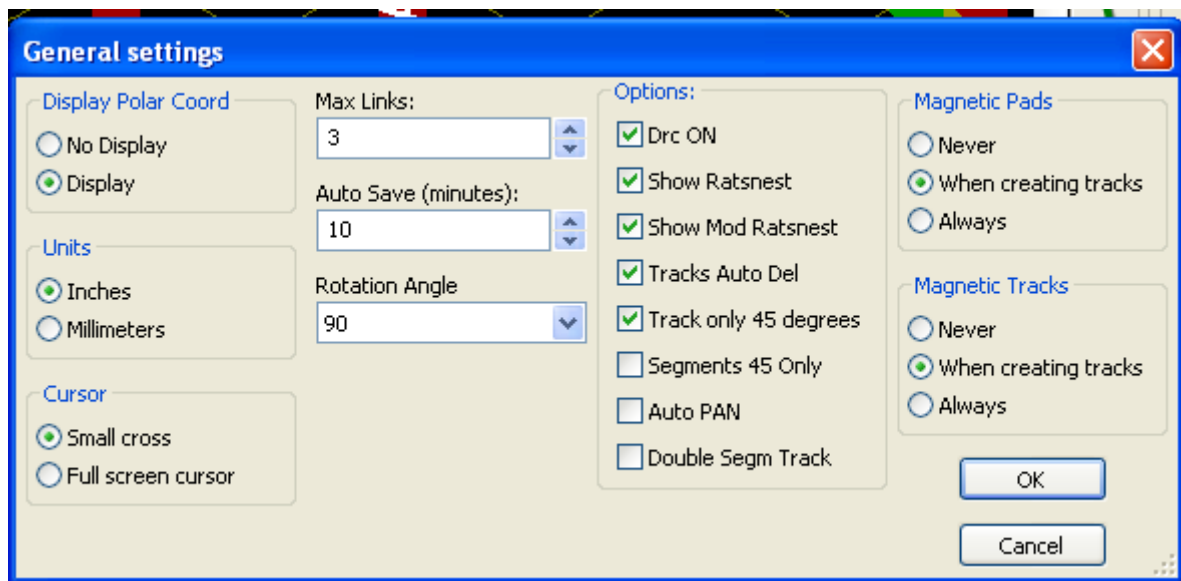 General settings
Display Polar Coord
No Display
Display
Units
Inches
Millimeters
Cursor
Small cross
Full screen cursor
Max Links:
3
Auto Save (minutes):
10
Rotation Angle
90
Options:
Drc ON
Show Ratsnest
Show Mod Ratsnest
Tracks Auto Del
Track only 45 degrees
Segments 45 Only
Auto PAN
Double Segm Track
Magnetic Pads
Never
When creating tracks
Always
Magnetic Tracks
Never
When creating tracks
Always
OK
Cancel